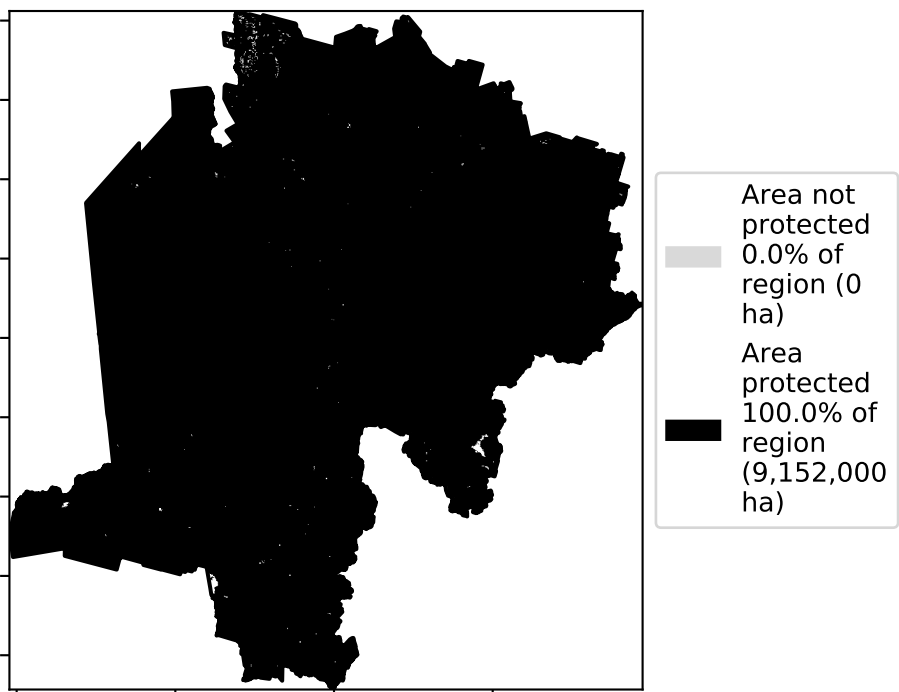 Area not
protected
0.0% of
region (0
ha)
Area
protected
100.0% of
region
(9,152,000
ha)